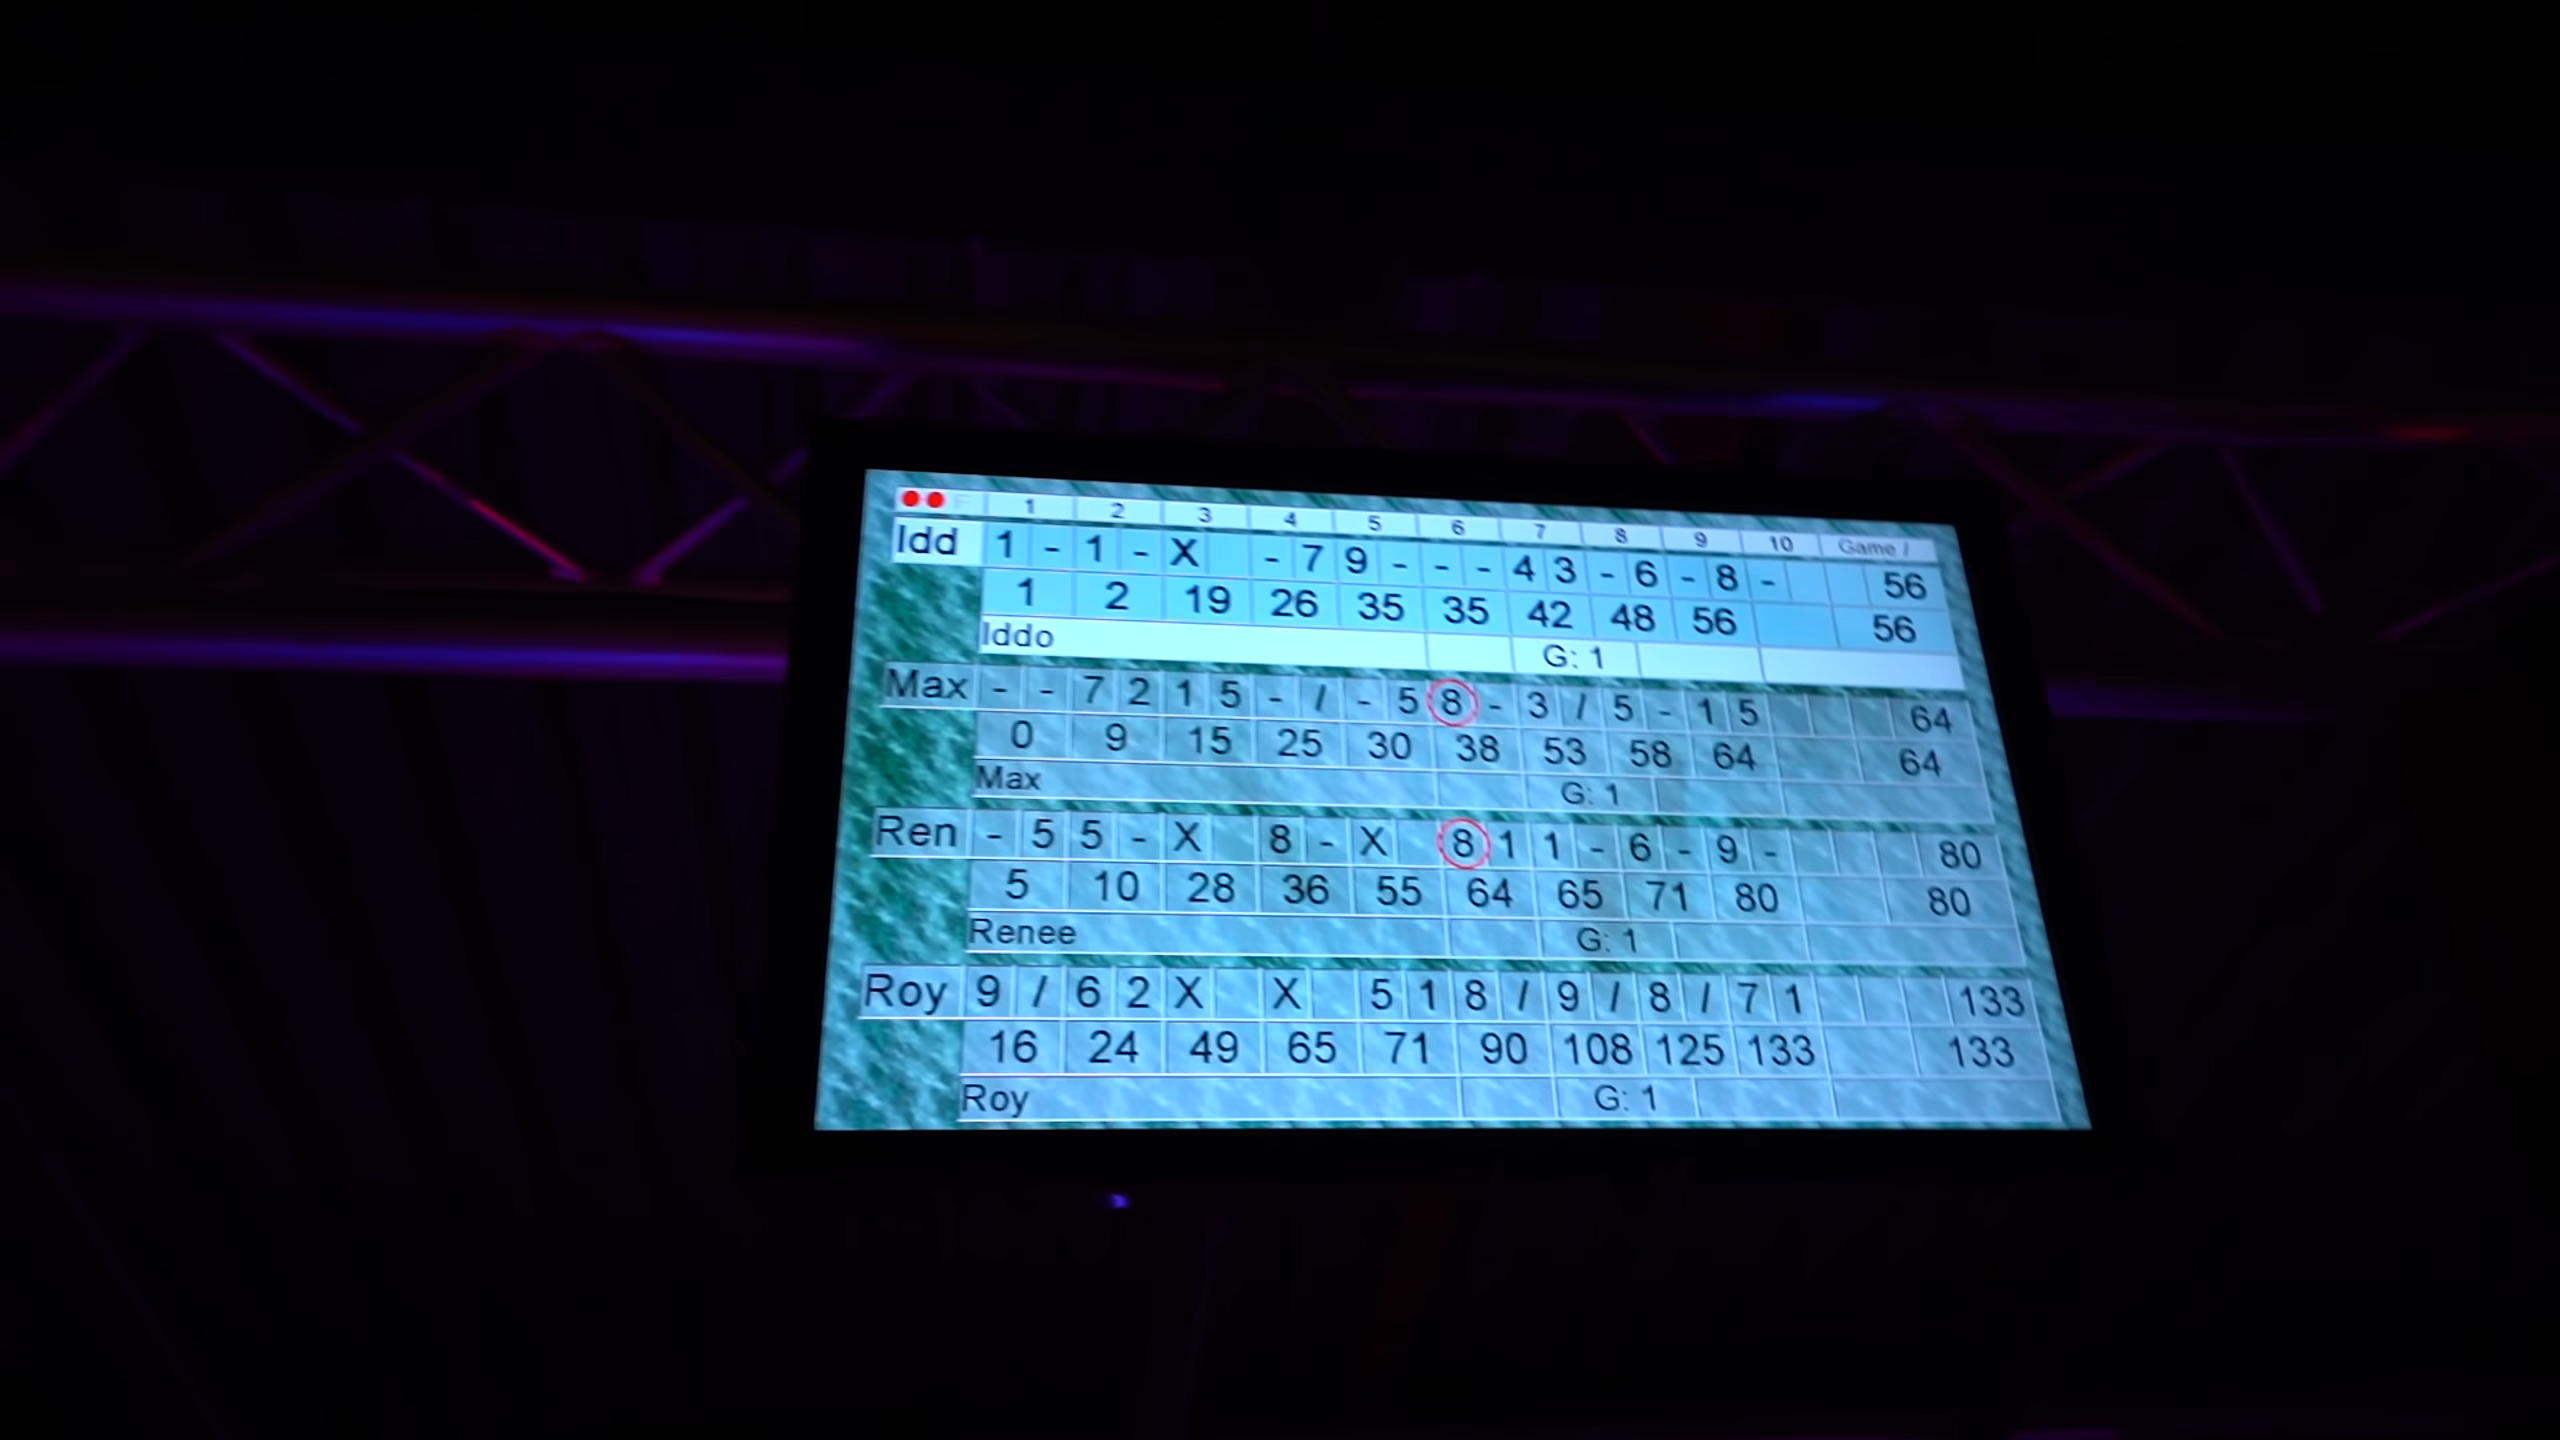 1 2 3 4 5 6 7 8 9 10 Game /
Idd 1 - 1 - X - 7 9 - - - 4 3 - 6 - 8 - 56
1 2 19 26 35 35 42 48 56 56
Iddo G: 1
Max - - 7 2 1 5 - / - 5 8 - 3 / 5 - 1 5 64
0 9 15 25 30 38 53 58 64 64
Max G: 1
Ren - 5 5 - X 8 - X 8 1 1 - 6 - 9 - 80
5 10 28 36 55 64 65 71 80 80
Renee G: 1
Roy 9 / 6 2 X X 5 1 8 / 9 / 8 / 7 1 133
16 24 49 65 71 90 108 125 133 133
Roy G: 1